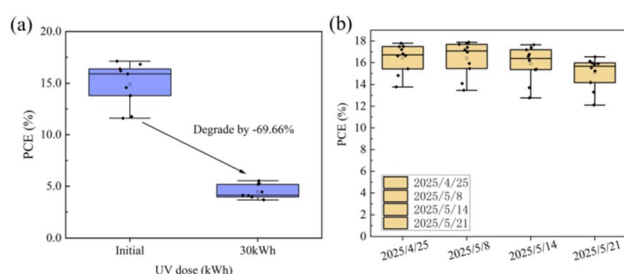 (a)
20.0
15.0
10.0
5.0
0.0
PCE (%)
Degrade by -69.66%
Initial
30kWh
UV dose (kWh)
(b)
18
16
14
12
10
8
6
4
2
0
PCE (%)
2025/4/25
2025/5/8
2025/5/14
2025/5/21
2025/4/25
2025/5/8
2025/5/14
2025/5/21